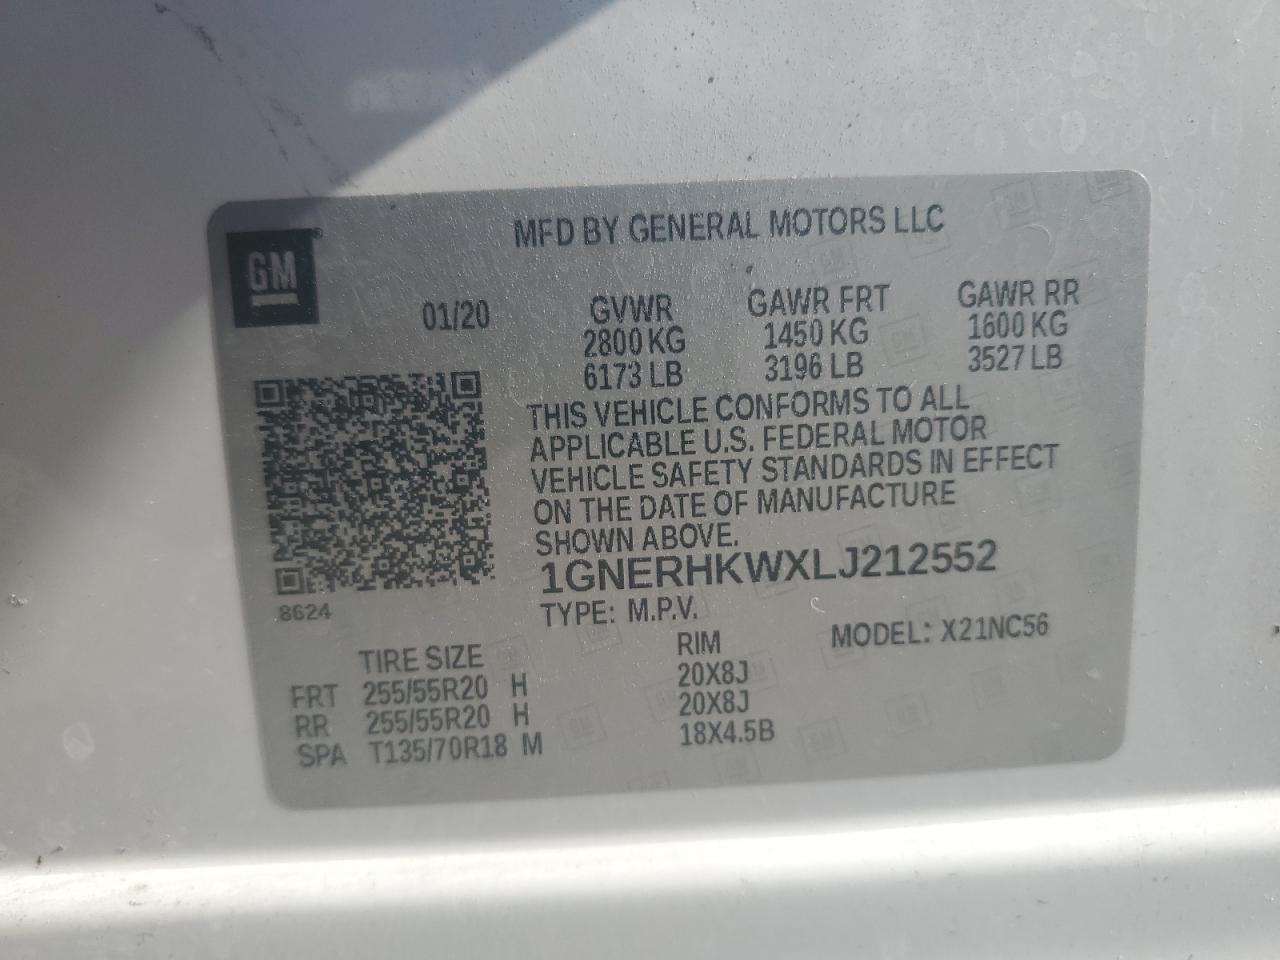 GM®
MFD BY GENERAL MOTORS LLC
01/20 GVWR GAWR FRT GAWR RR
2800 KG 1450 KG 1600 KG
6173 LB 3196 LB 3527 LB
THIS VEHICLE CONFORMS TO ALL
APPLICABLE U.S. FEDERAL MOTOR
VEHICLE SAFETY STANDARDS IN EFFECT
ON THE DATE OF MANUFACTURE
SHOWN ABOVE.
1GNERHKWXLJ212552
8624
TYPE: M.P.V. MODEL: X21NC56
TIRE SIZE RIM
FRT 255/55R20 H 20X8J
RR 255/55R20 H 20X8J
SPA T135/70R18 M 18X4.5B